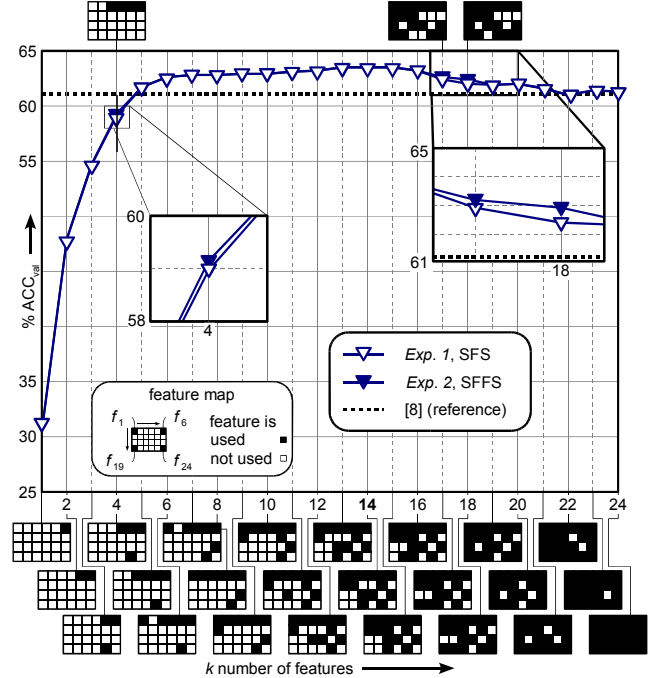 65
60
55
35
30
25
% ACCval
60
58
4
65
61
18
Exp. 1, SFS
Exp. 2, SFFS
[8] (reference)
feature map
f1 f6
f19 f24
feature is
used
not used
2 4 6 8 10 12 14 16 18 20 22 24
k number of features